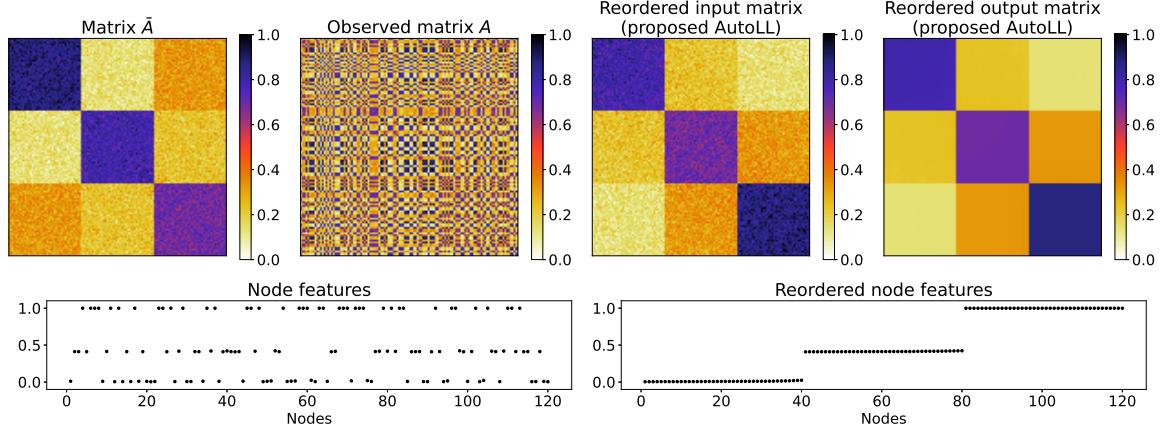 Matrix Ā
Observed matrix A
Reordered input matrix
(proposed AutoLL)
Reordered output matrix
(proposed AutoLL)
1.0
0.8
0.6
0.4
0.2
0.0
1.0
0.8
0.6
0.4
0.2
0.0
1.0
0.8
0.6
0.4
0.2
0.0
1.0
0.8
0.6
0.4
0.2
0.0
Node features
1.0
0.5
0.0
0 20 40 60 80 100 120
Nodes
Reordered node features
1.0
0.5
0.0
0 20 40 60 80 100 120
Nodes